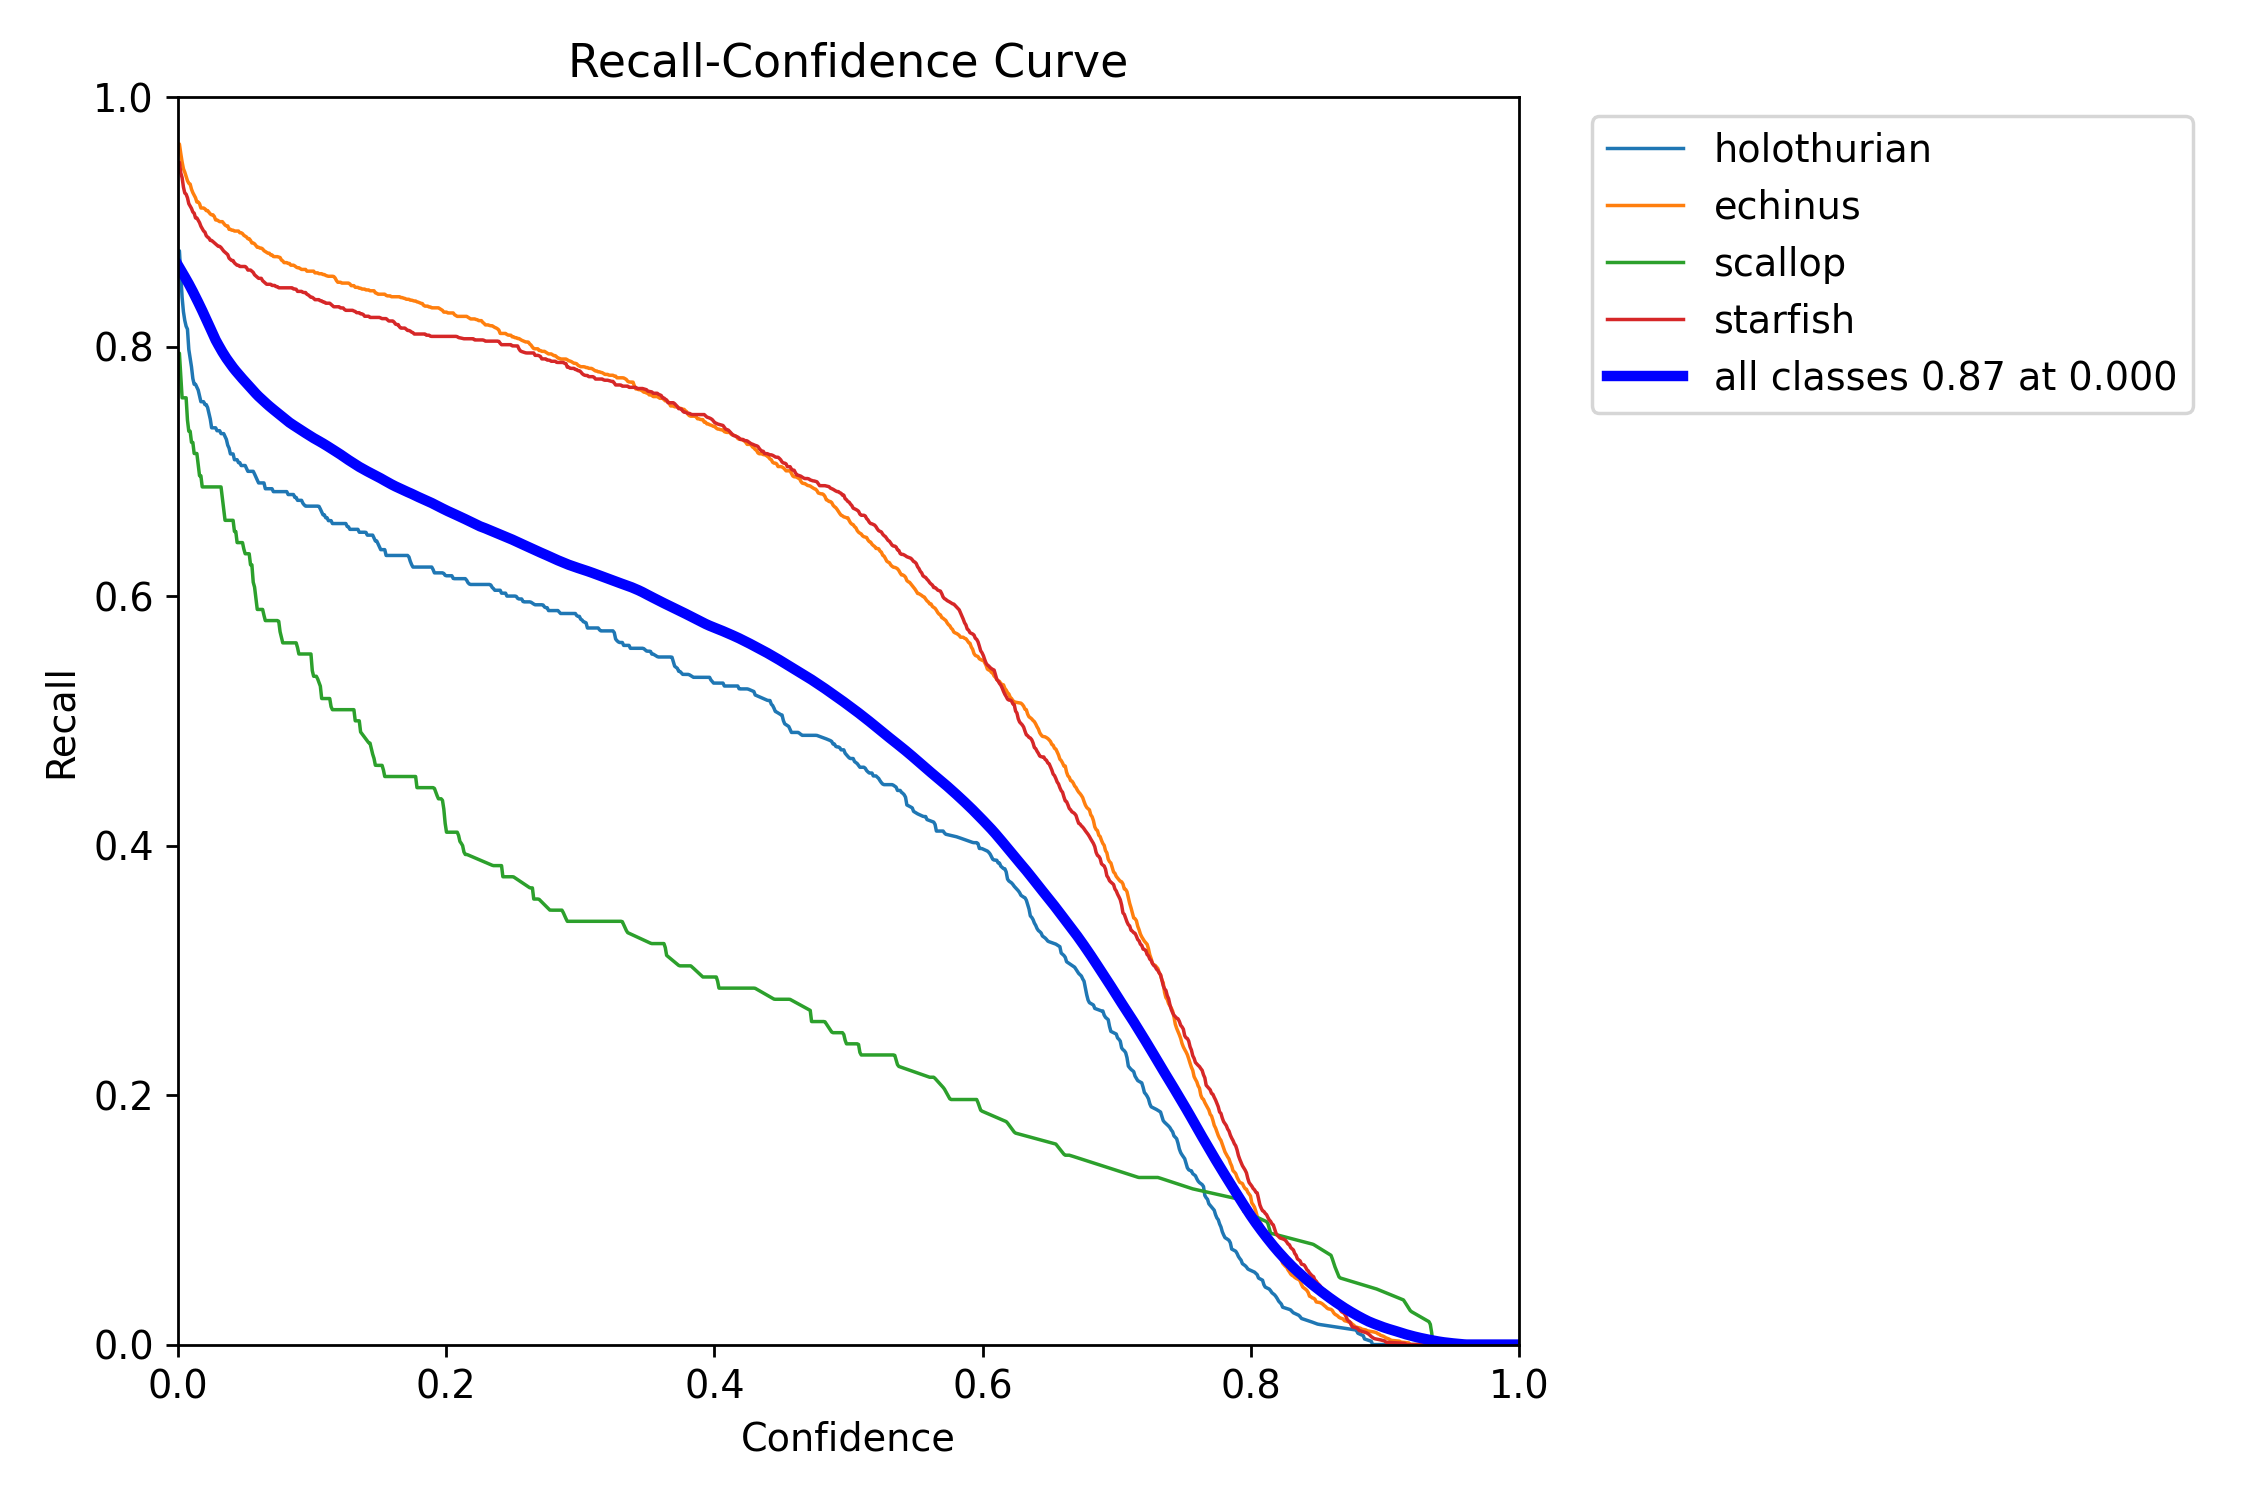 Recall-Confidence Curve
1.0
0.8
0.6
0.4
0.2
0.0
Recall
0.0 0.2 0.4 0.6 0.8 1.0
Confidence
holothurian
echinus
scallop
starfish
all classes 0.87 at 0.000